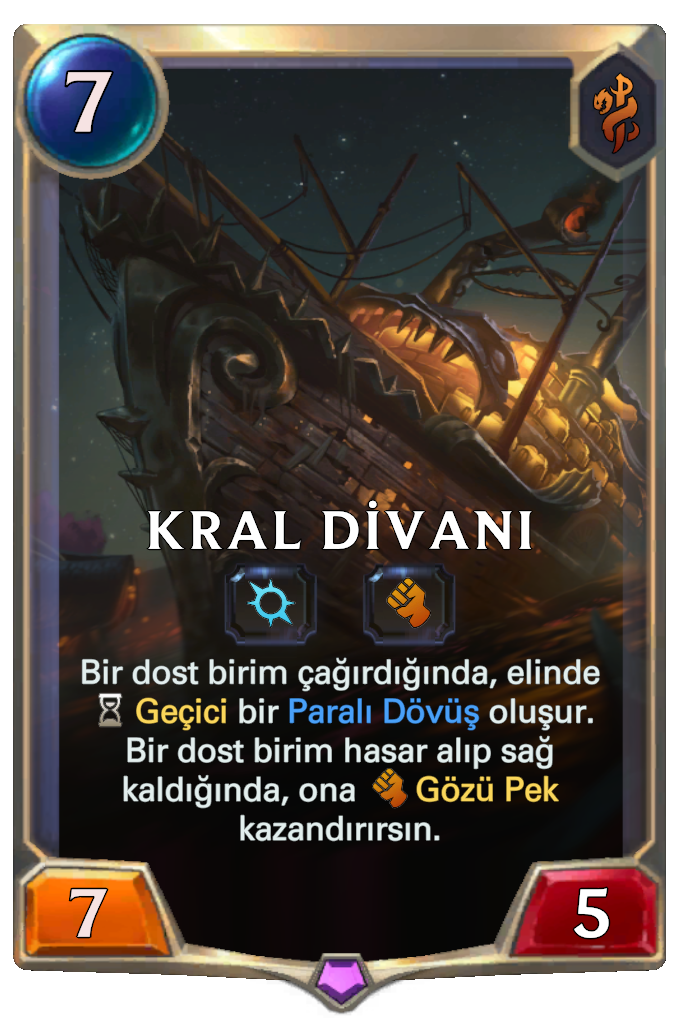 7
KRAL DİVANI
Bir dost birim çağırdığında, elinde
Geçici bir Paralı Dövüş oluşur.
Bir dost birim hasar alıp sağ
kaldığında, ona Gözü Pek
kazandırırsın.
7
5